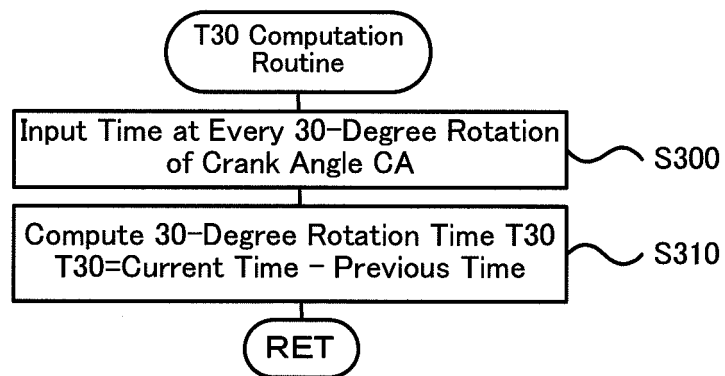 T30 Computation
Routine
Input Time at Every 30-Degree Rotation
of Crank Angle CA
S300
Compute 30-Degree Rotation Time T30
T30=Current Time - Previous Time
S310
RET